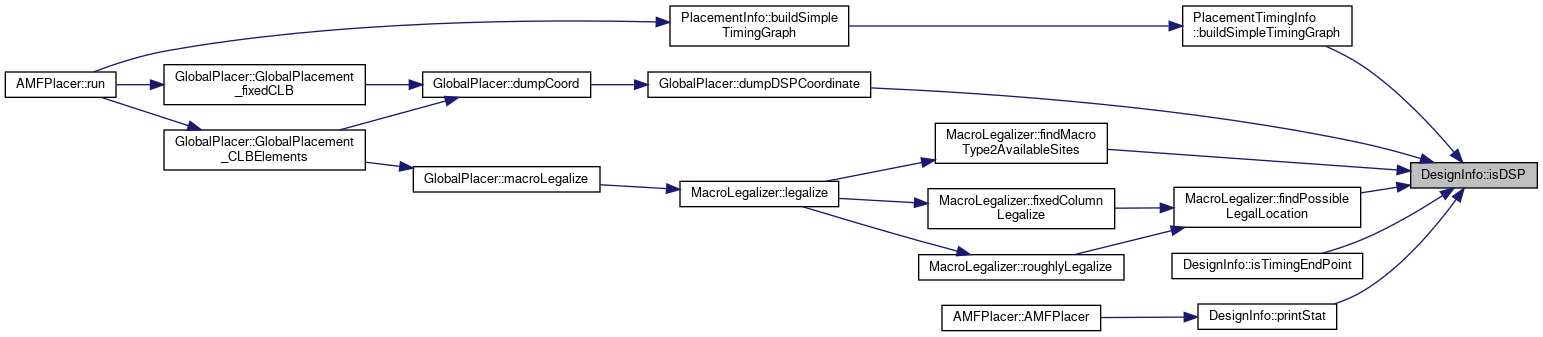 PlacementInfo::buildSimple
TimingGraph
PlacementTimingInfo
::buildSimpleTimingGraph
AMFPlacer::run
GlobalPlacer::GlobalPlacement
_fixedCLB
GlobalPlacer::dumpCoord
GlobalPlacer::dumpDSPCoordinate
GlobalPlacer::GlobalPlacement
_CLBElements
MacroLegalizer::findMacro
Type2AvailableSites
GlobalPlacer::macroLegalize
MacroLegalizer::legalize
DesignInfo::isDSP
MacroLegalizer::fixedColumn
Legalize
MacroLegalizer::findPossible
LegalLocation
MacroLegalizer::roughlyLegalize
DesignInfo::isTimingEndPoint
AMFPlacer::AMFPlacer
DesignInfo::printStat